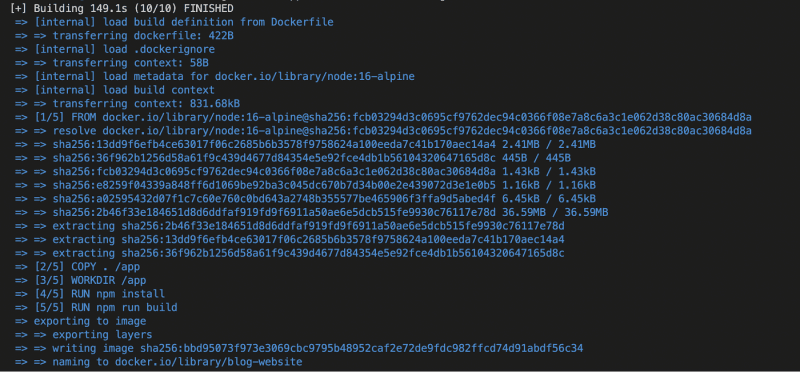 [+] Building 149.1s (10/10) FINISHED
=> [internal] load build definition from Dockerfile
=> => transferring dockerfile: 422B
=> [internal] load .dockerignore
=> => transferring context: 58B
=> [internal] load metadata for docker.io/library/node:16-alpine
=> [internal] load build context
=> => transferring context: 831.68kB
=> [1/5] FROM docker.io/library/node:16-alpine@sha256:fcb03294d3c0695cf9762dec94c0366f08e7a8c6a3c1e062d38c80ac30684d8a
=> => resolve docker.io/library/node:16-alpine@sha256:fcb03294d3c0695cf9762dec94c0366f08e7a8c6a3c1e062d38c80ac30684d8a
=> => sha256:13dd9f6efb4ce63017f06c2685b6b3578f9758624a100eeda7c41b170aec14a4 2.41MB / 2.41MB
=> => sha256:36f962b1256d58a61f9c439d4677d84354e5e92fce4db1b56104320647165d8c 445B / 445B
=> => sha256:fcb03294d3c0695cf9762dec94c0366f08e7a8c6a3c1e062d38c80ac30684d8a 1.43kB / 1.43kB
=> => sha256:e8259f04339a848ff6d1069be92ba3c045dc670b7d34b00e2e439072d3e1e0b5 1.16kB / 1.16kB
=> => sha256:a02595432d07f1c7c60e760c0bd643a2748b355577be465906f3ffa9d5abed4f 6.45kB / 6.45kB
=> => sha256:2b46f33e184651d8d6ddfaf919fd9f6911a50ae6e5dcb515fe9930c76117e78d 36.59MB / 36.59MB
=> => extracting sha256:2b46f33e184651d8d6ddfaf919fd9f6911a50ae6e5dcb515fe9930c76117e78d
=> => extracting sha256:13dd9f6efb4ce63017f06c2685b6b3578f9758624a100eeda7c41b170aec14a4
=> => extracting sha256:36f962b1256d58a61f9c439d4677d84354e5e92fce4db1b56104320647165d8c
=> [2/5] COPY . /app
=> [3/5] WORKDIR /app
=> [4/5] RUN npm install
=> [5/5] RUN npm run build
=> exporting to image
=> => exporting layers
=> => writing image sha256:bbd95073f973e3069cbc9795b48952caf2e72de9fdc982ffcd74d91abdf56c34
=> => naming to docker.io/library/blog-website